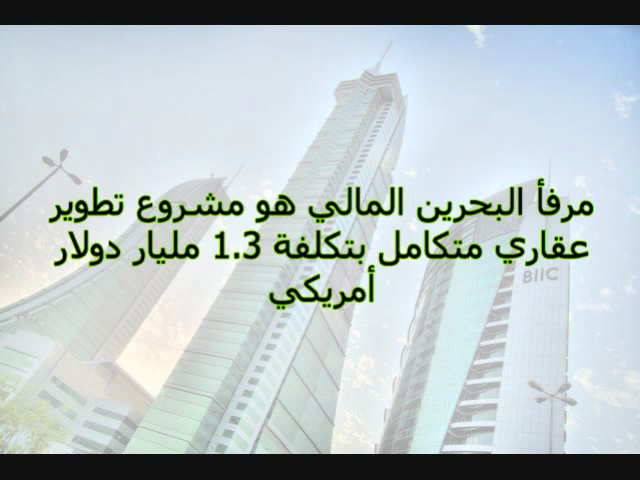 مرفأ البحرين المالي هو مشروع تطوير
عقاري متكامل بتكلفة 1.3 مليار دولار
أمريكي
BIIC